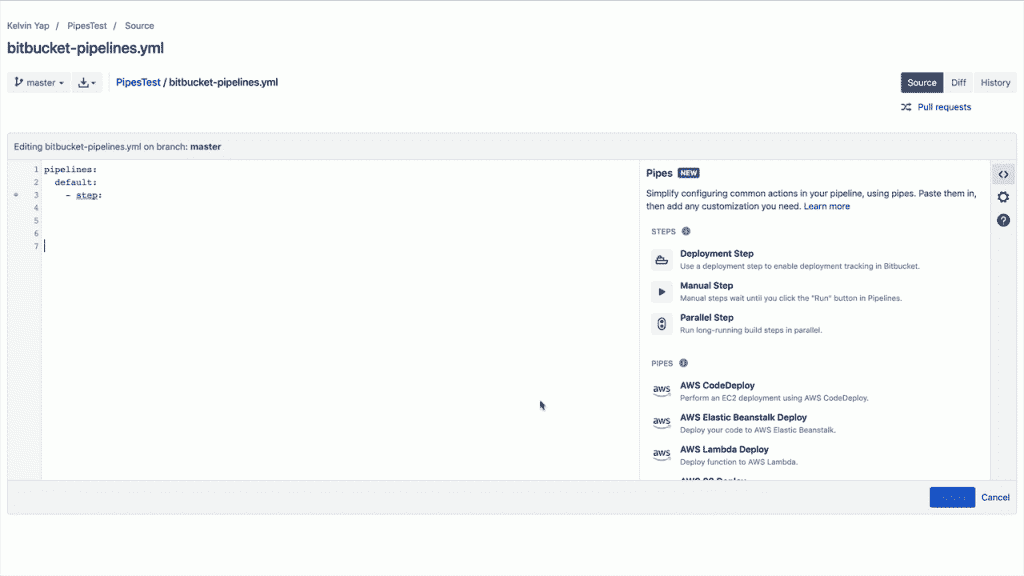 Kelvin Yap / PipesTest / Source
bitbucket-pipelines.yml
master
PipesTest / bitbucket-pipelines.yml
Source Diff History
Pull requests
Editing bitbucket-pipelines.yml on branch: master
1 pipelines:
2 default:
3 - step:
4
5
6
7
Pipes NEW
Simplify configuring common actions in your pipeline, using pipes. Paste them in,
then add any customization you need. Learn more
STEPS
Deployment Step
Use a deployment step to enable deployment tracking in Bitbucket.
Manual Step
Manual steps wait until you click the "Run" button in Pipelines.
Parallel Step
Run long-running build steps in parallel.
PIPES
aws AWS CodeDeploy
Perform an EC2 deployment using AWS CodeDeploy.
aws AWS Elastic Beanstalk Deploy
Deploy your code to AWS Elastic Beanstalk.
aws AWS Lambda Deploy
Deploy function to AWS Lambda.
Cancel